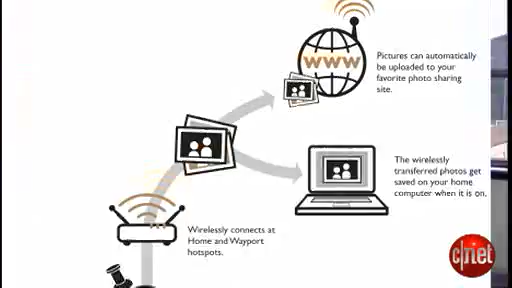 WWW
Pictures can automatically
be uploaded to your
favorite photo sharing
site.
The wirelessly
transferred photos get
saved on your home
computer when it is on.
Wirelessly connects at
Home and Wayport
hotspots.
c|net